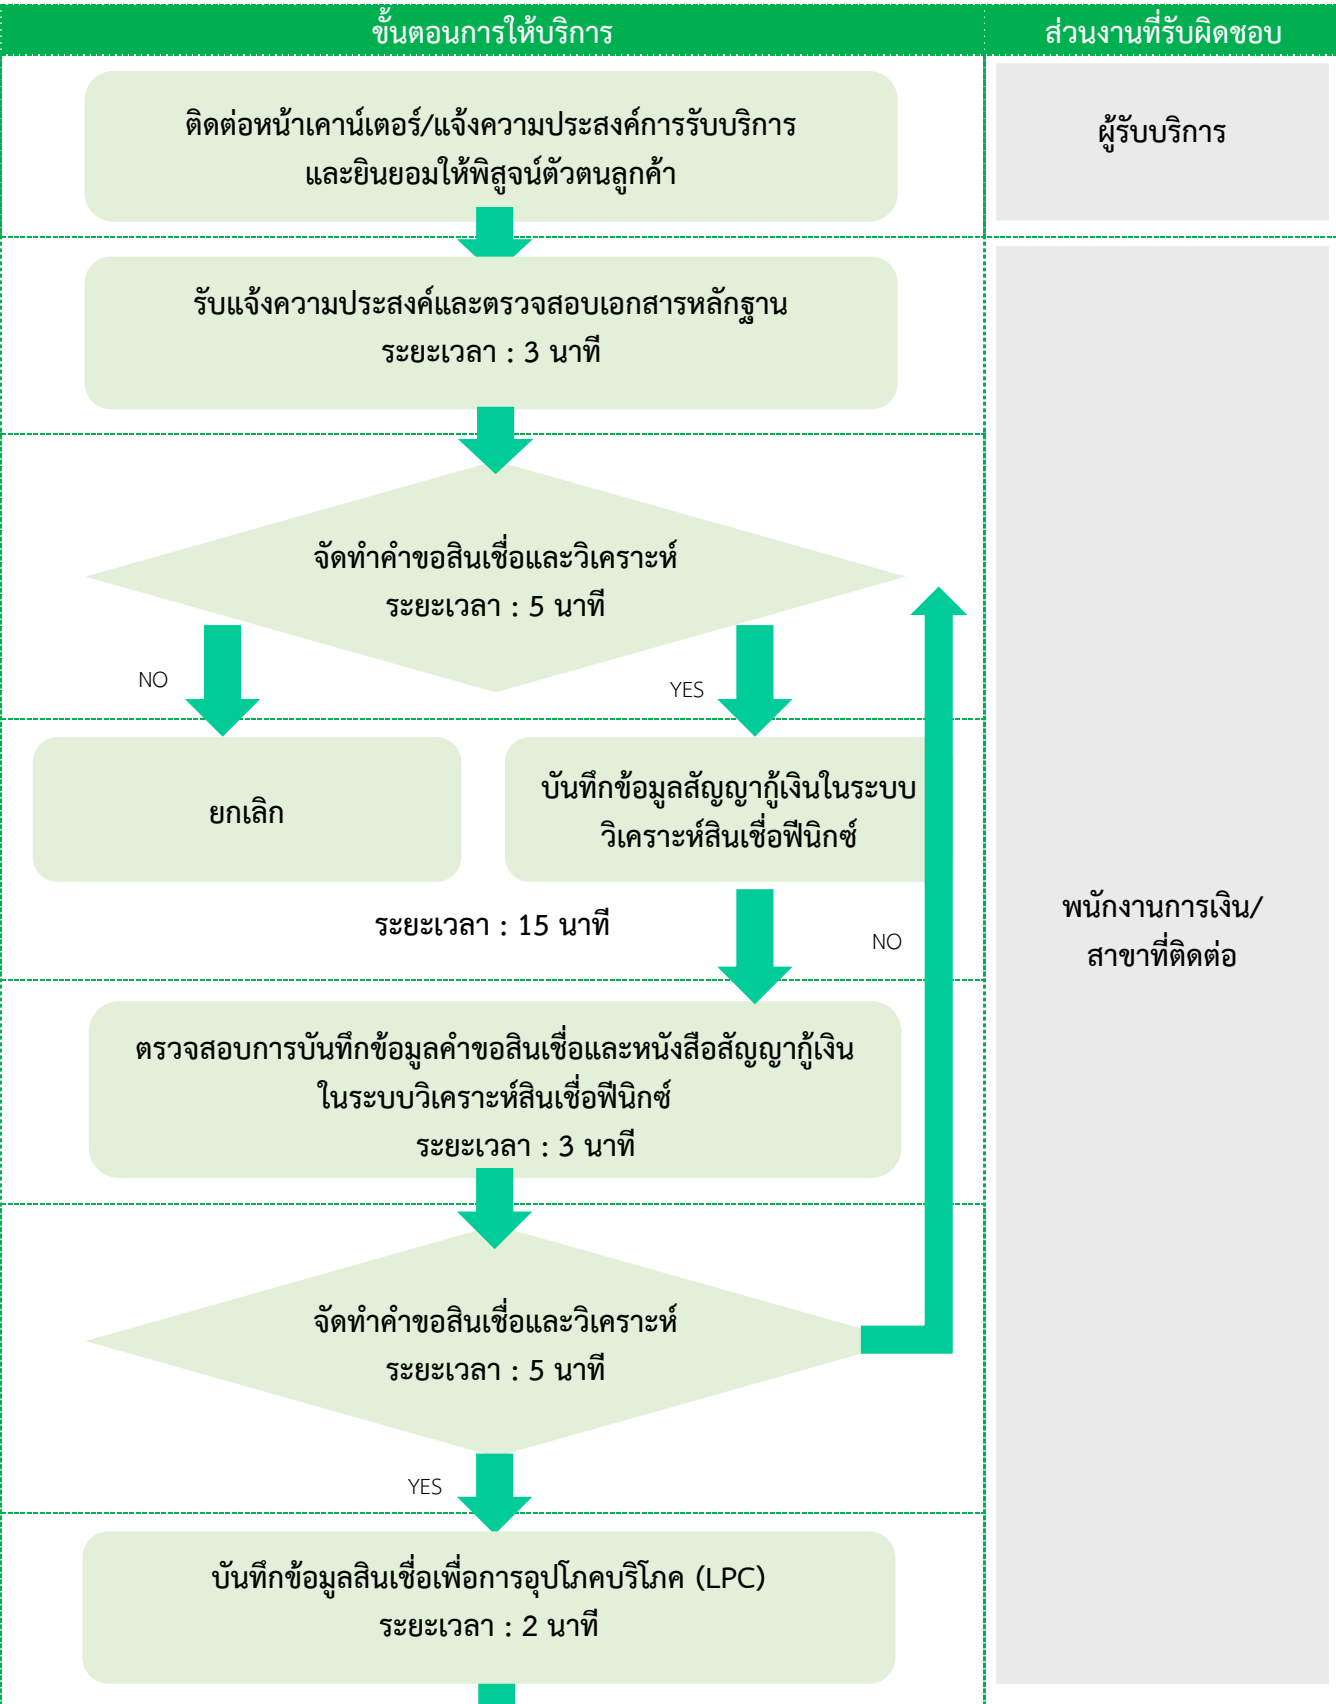 ขั้นตอนการให้บริการ
ส่วนงานที่รับผิดชอบ
ติดต่อหน้าเคาน์เตอร์/แจ้งความประสงค์การรับบริการ
และยินยอมให้พิสูจน์ตัวตนลูกค้า
ผู้รับบริการ
รับแจ้งความประสงค์และตรวจสอบเอกสารหลักฐาน
ระยะเวลา : 3 นาที
จัดทำคำขอสินเชื่อและวิเคราะห์
ระยะเวลา : 5 นาที
NO
YES
ยกเลิก
บันทึกข้อมูลสัญญากู้เงินในระบบ
วิเคราะห์สินเชื่อฟีนิกซ์
ระยะเวลา : 15 นาที
NO
พนักงานการเงิน/
สาขาที่ติดต่อ
ตรวจสอบการบันทึกข้อมูลคำขอสินเชื่อและหนังสือสัญญากู้เงิน
ในระบบวิเคราะห์สินเชื่อฟีนิกซ์
ระยะเวลา : 3 นาที
จัดทำคำขอสินเชื่อและวิเคราะห์
ระยะเวลา : 5 นาที
YES
บันทึกข้อมูลสินเชื่อเพื่อการอุปโภคบริโภค (LPC)
ระยะเวลา : 2 นาที